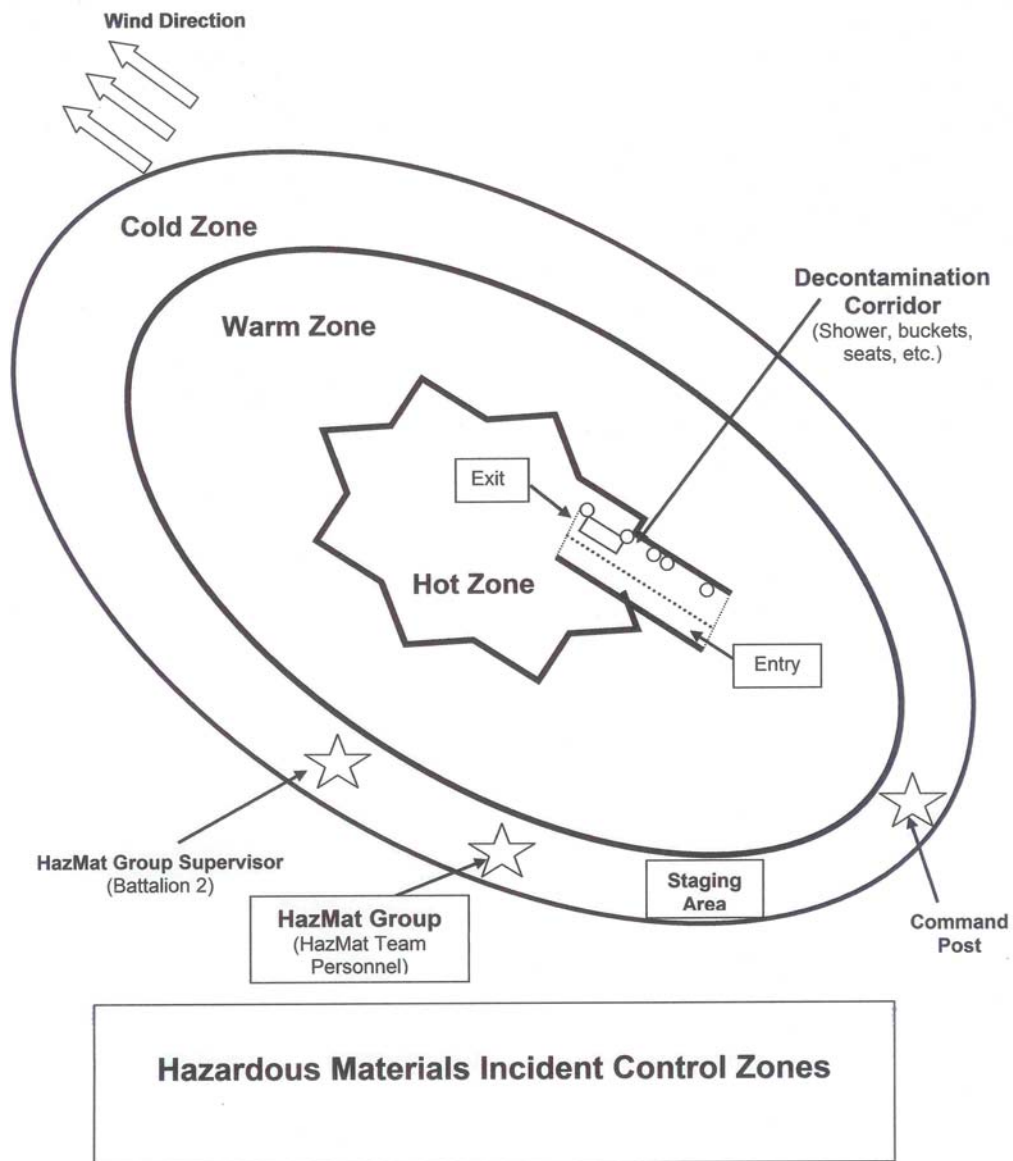 Wind Direction
Cold Zone
Warm Zone
Decontamination
Corridor
(Shower, buckets,
seats, etc.)
Exit
Hot Zone
Entry
HazMat Group Supervisor
(Battalion 2)
HazMat Group
(HazMat Team
Personnel)
Staging
Area
Command
Post
Hazardous Materials Incident Control Zones